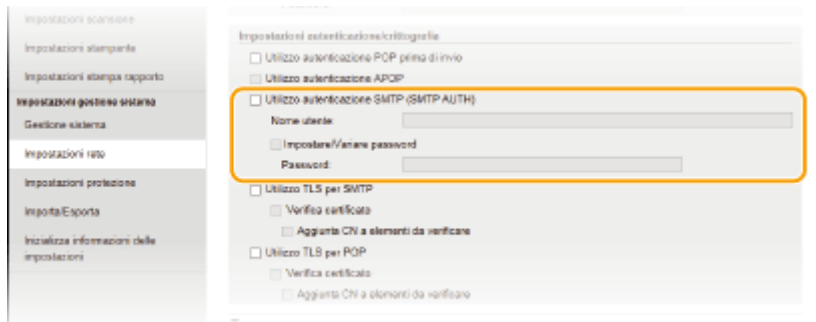 Impostazioni scansione
Impostazioni stampante
Impostazioni stampa rapporto
Impostazioni gestione sistema
Gestione sistema
Impostazioni rete
Impostazioni protezione
Importa/Esporta
Inizializza informazioni delle
impostazioni
Impostazioni autenticazione/crittografia
Utilizzo autenticazione POP prima di invio
Utilizzo autenticazione APOP
Utilizzo autenticazione SMTP (SMTP AUTH)
Nome utente:
Impostare/Variare password
Password:
Utilizzo TLS per SMTP
Verifica certificato
Aggiunta CN a elementi da verificare
Utilizzo TLS per POP
Verifica certificato
Aggiunta CN a elementi da verificare